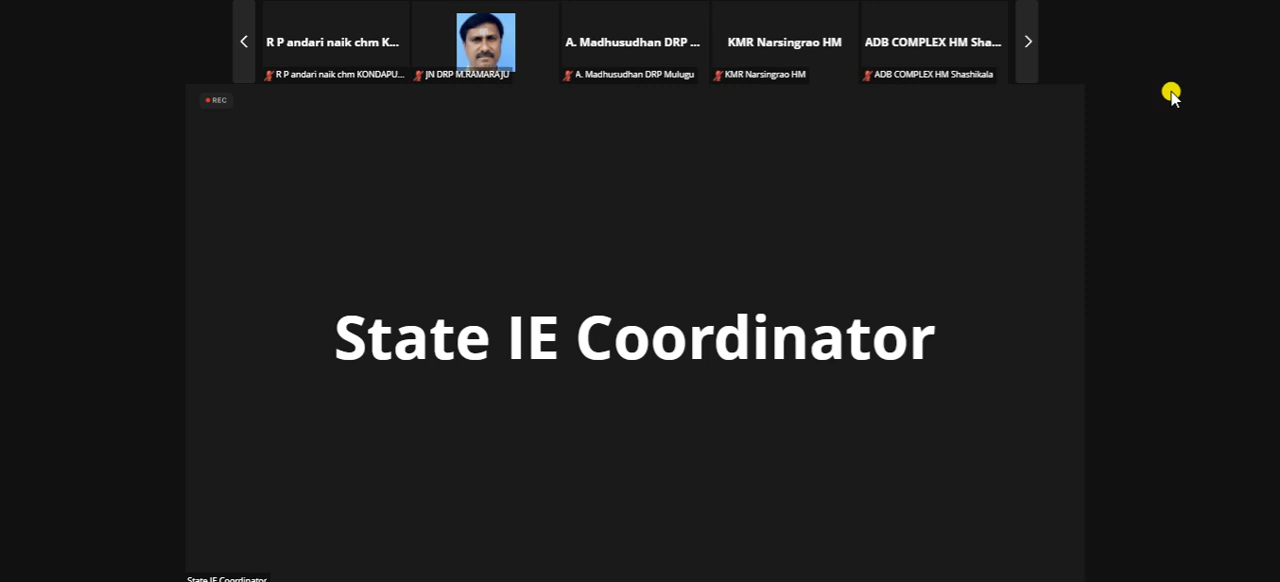 R P andari naik chm K...
A. Madhusudhan DRP ...
KMR Narsingrao HM
ADB COMPLEX HM Sha...
R P andari naik chm KONDAPU...
JN DRP M.RAMARAJU
A. Madhusudhan DRP Mulugu
KMR Narsingrao HM
ADB COMPLEX HM Shashikala
REC
State IE Coordinator
State IE Coordinator